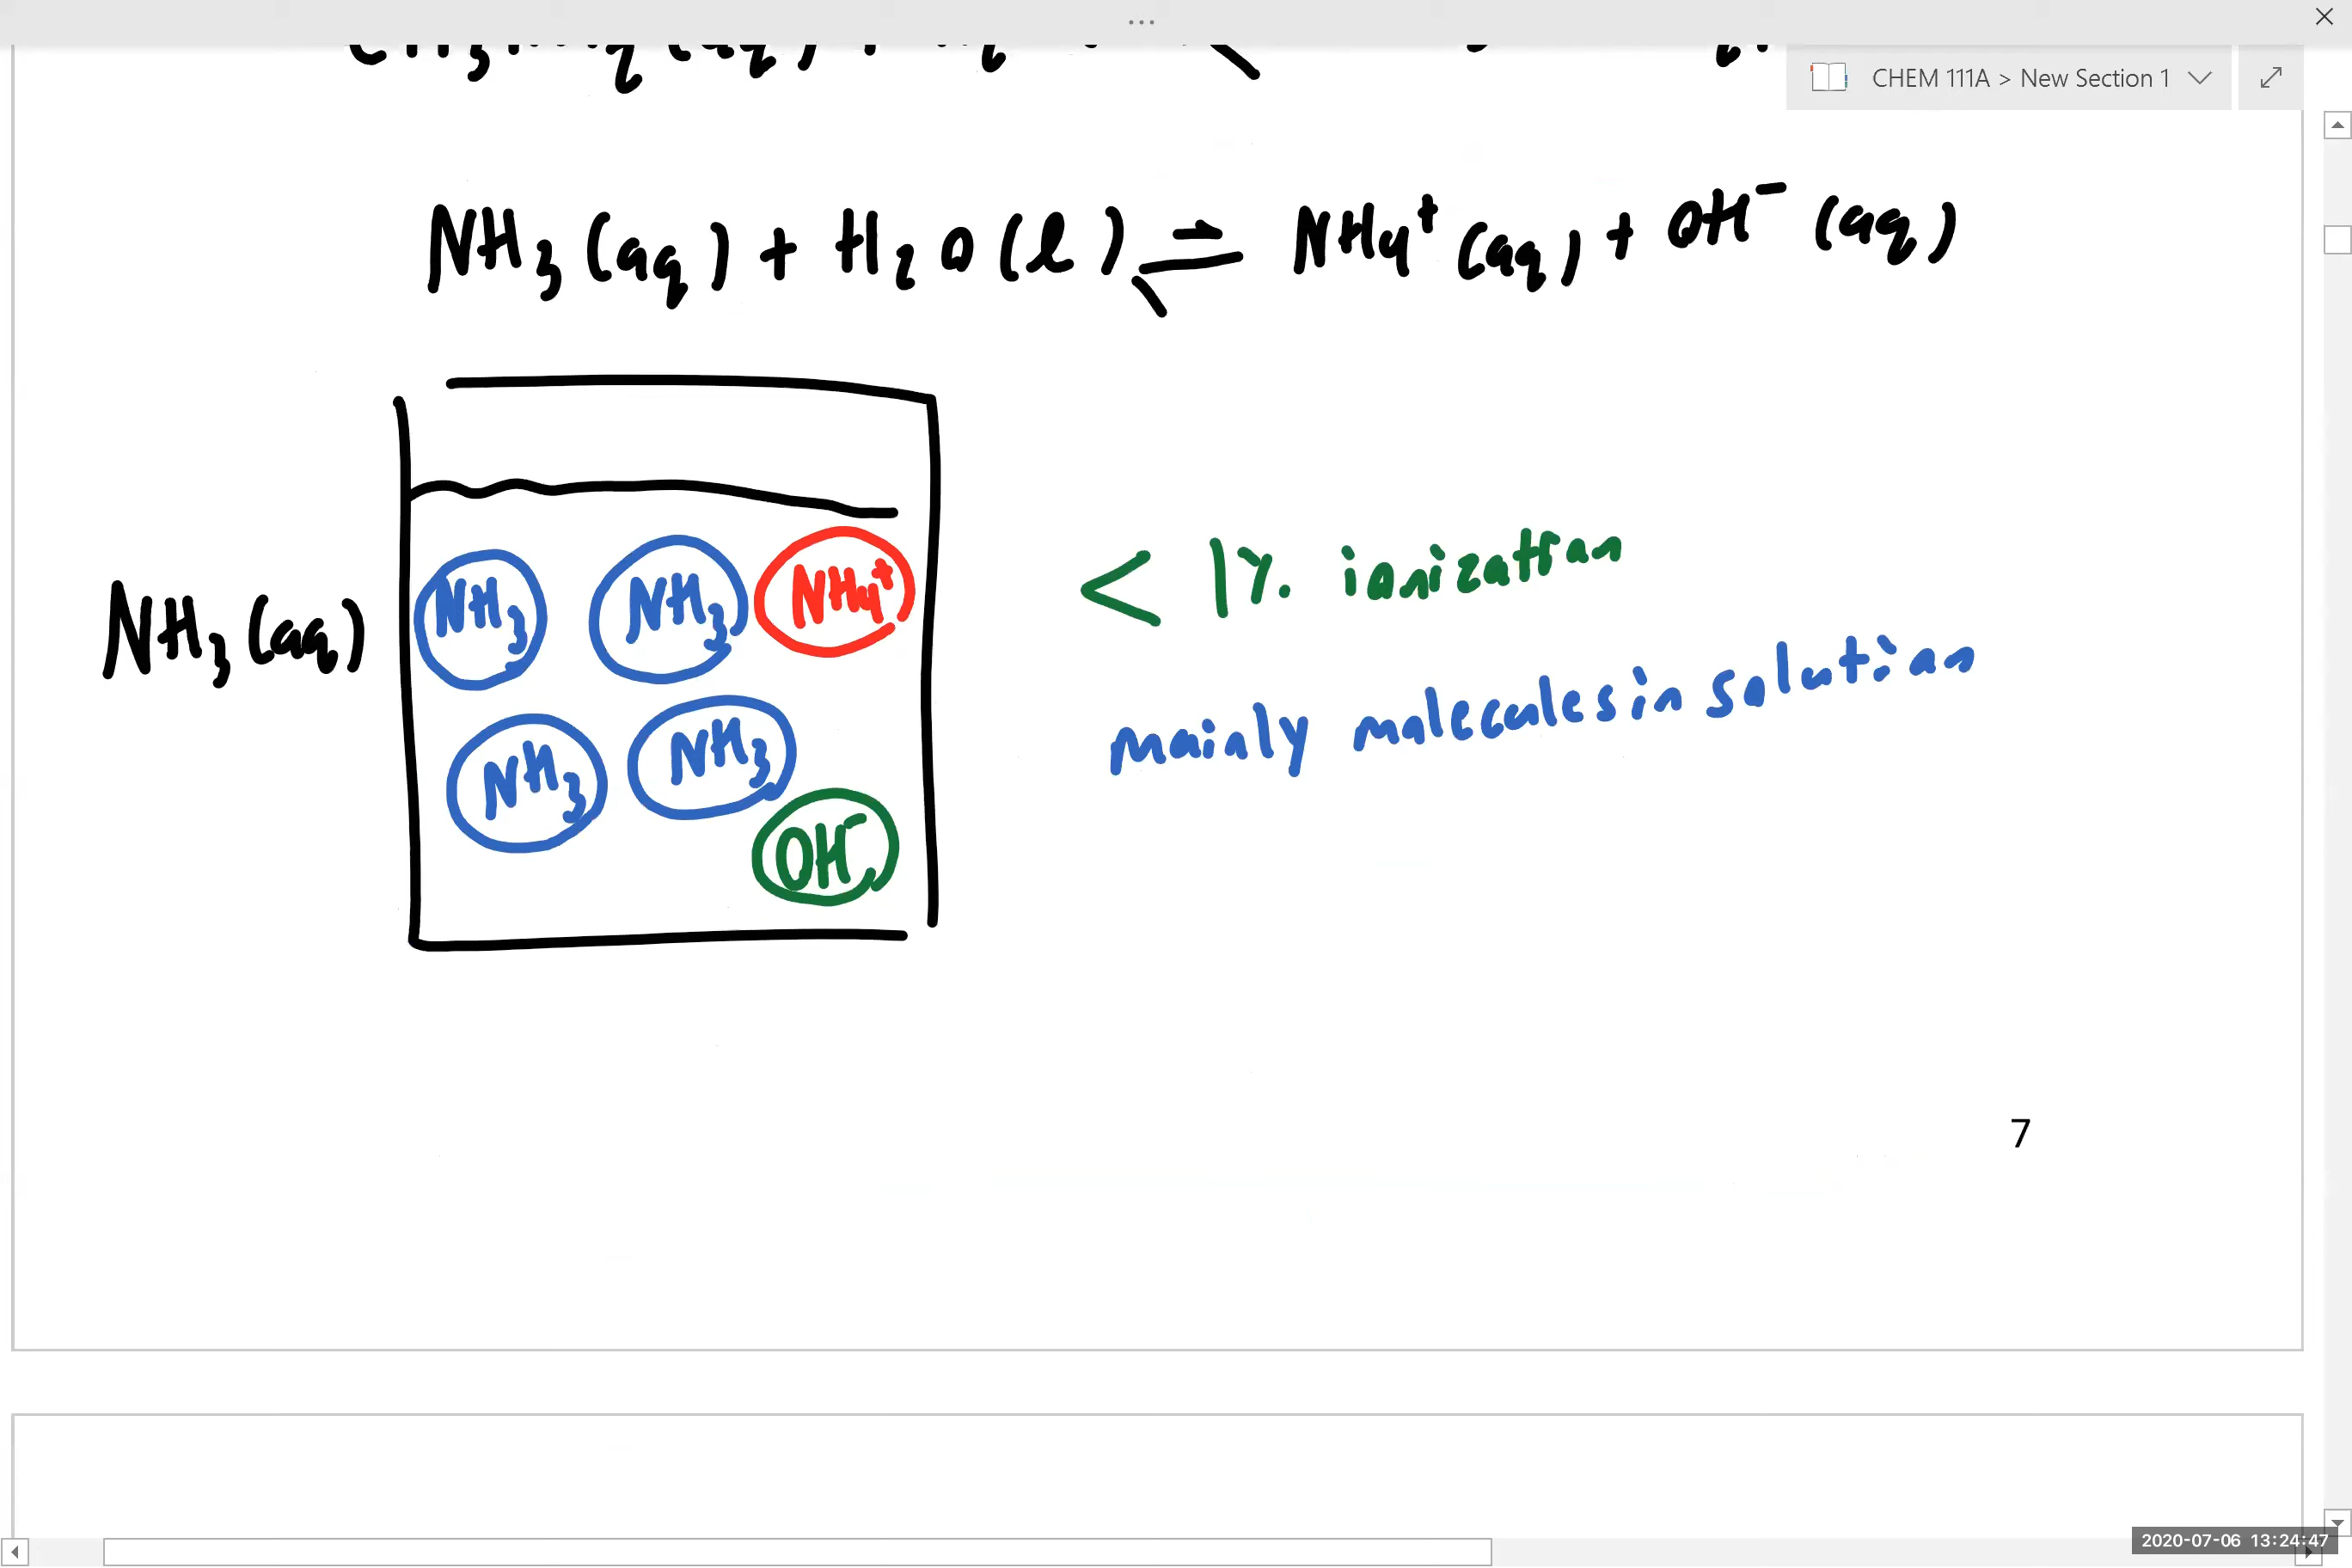 ...
CHEM 111A > New Section 1
NH₃(aq) + H₂O(l) ⇌ NH₄⁺(aq) + OH⁻(aq)
NH₃ NH₃ NH₄⁺
< 1% ionization
NH₃(aq)
mainly molecules in solution
NH₃ NH₃
OH⁻
7
2020-07-06 13:24:47